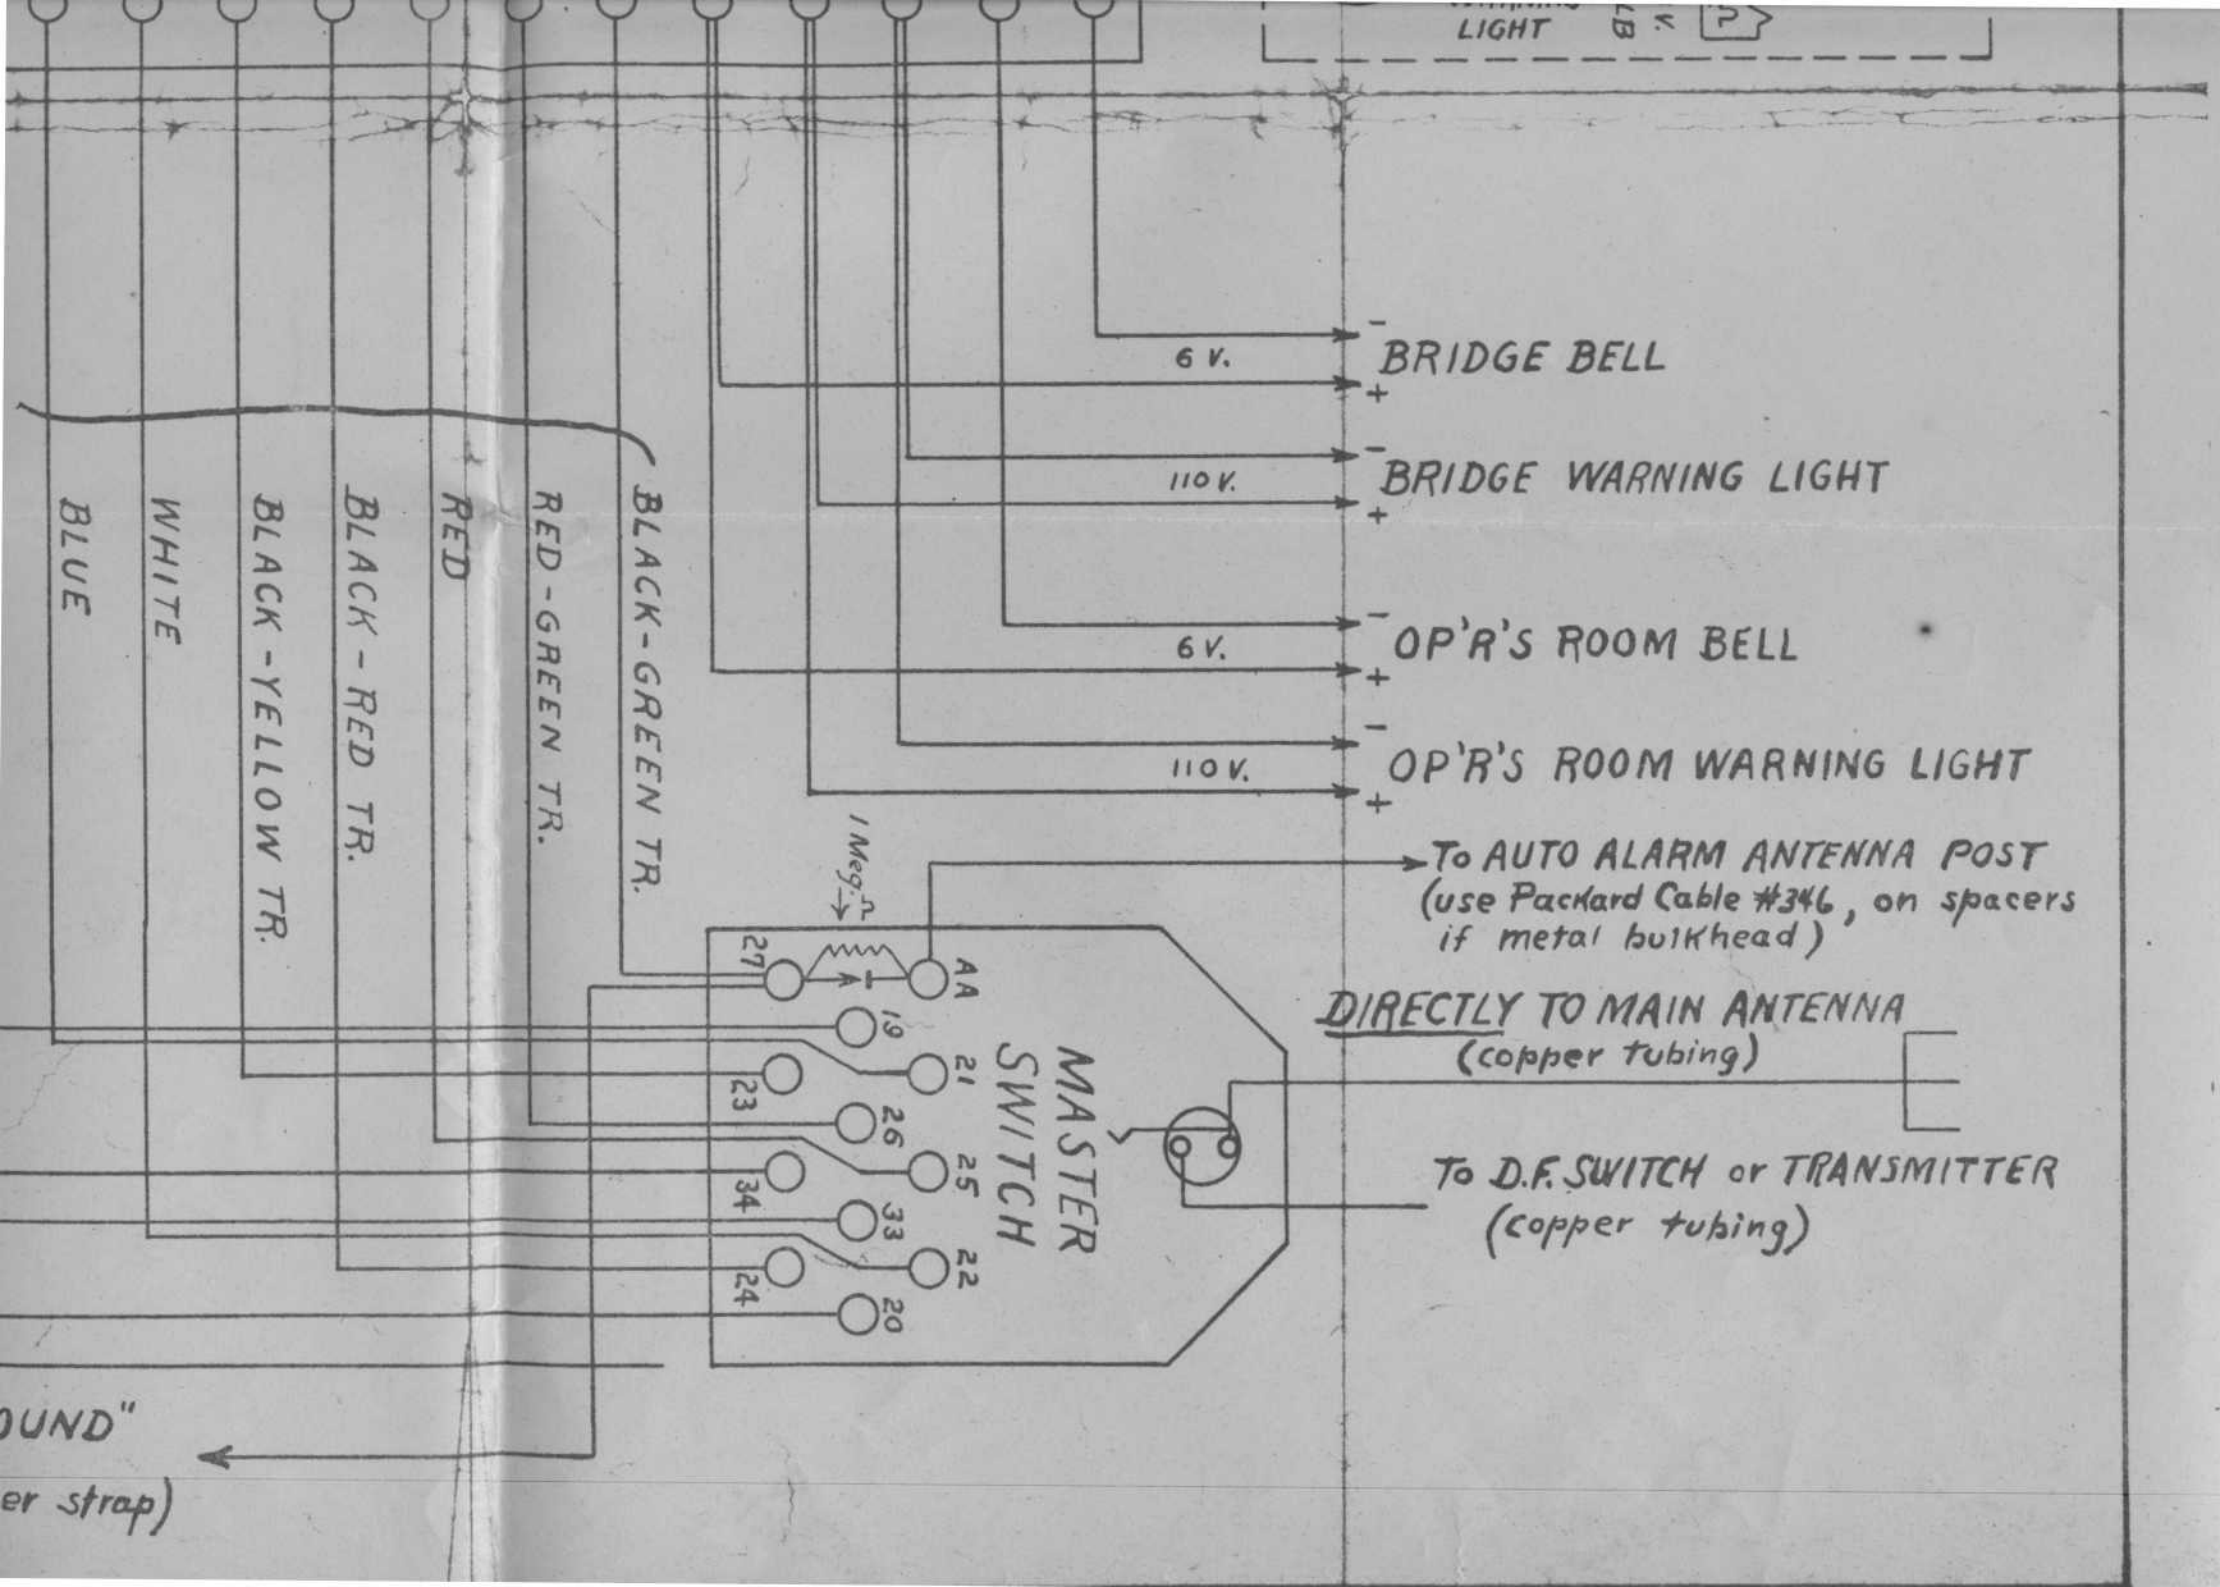 LIGHT
LB
V.
-
6 V.
BRIDGE BELL
+
-
110 V.
BRIDGE WARNING LIGHT
+
-
6 V.
OP'R'S ROOM BELL
+
-
110 V.
OP'R'S ROOM WARNING LIGHT
+
BLUE
WHITE
BLACK-YELLOW TR.
BLACK-RED TR.
RED
RED-GREEN TR.
BLACK-GREEN TR.
1 Meg. Ω
To AUTO ALARM ANTENNA POST
(use Packard Cable #346, on spacers
if metal bulkhead)
DIRECTLY TO MAIN ANTENNA
(copper tubing)
To D.F. SWITCH or TRANSMITTER
(copper tubing)
MASTER
SWITCH
27
AA
19
21
23
26
25
34
33
22
24
20
OUND"
er strap)